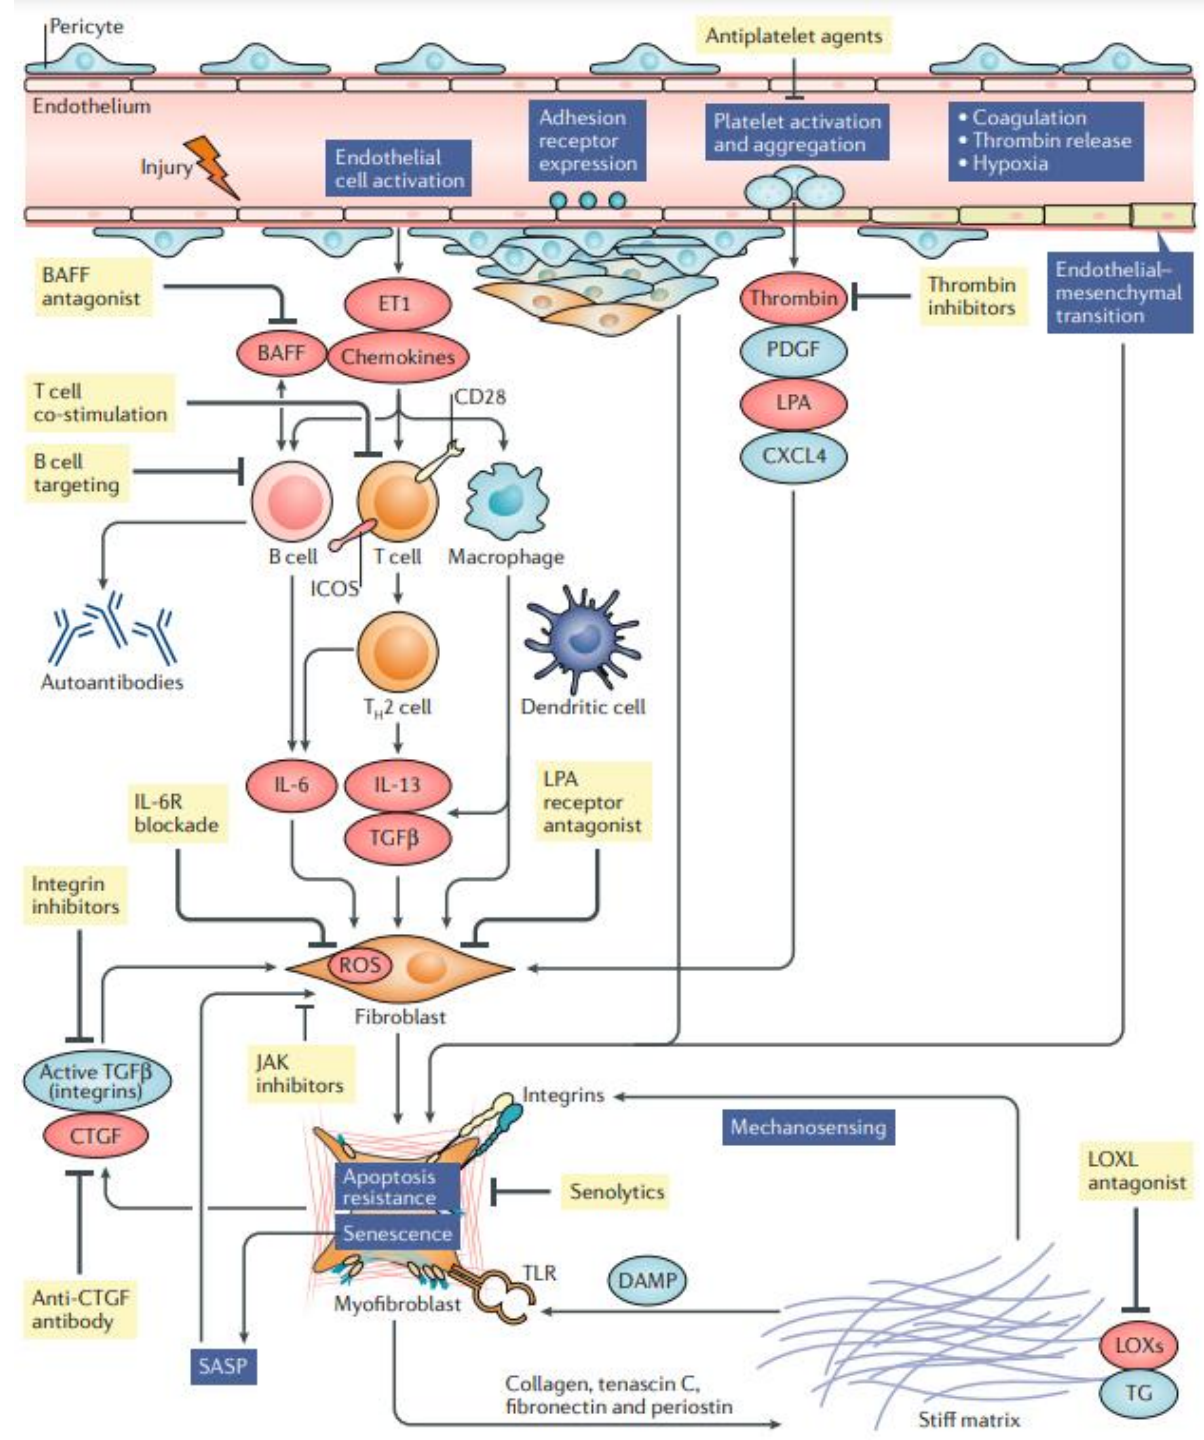 Pericyte
Antiplatelet agents
Endothelium
Injury
Endothelial
cell activation
Adhesion
receptor
expression
Platelet activation
and aggregation
• Coagulation
• Thrombin release
• Hypoxia
BAFF
antagonist
ET1
Thrombin
Thrombin
inhibitors
Endothelial–
mesenchymal
transition
BAFF
Chemokines
PDGF
T cell
co-stimulation
CD28
LPA
B cell
targeting
CXCL4
B cell
T cell
Macrophage
ICOS
Autoantibodies
TH2 cell
Dendritic cell
IL-6
IL-13
LPA
receptor
antagonist
IL-6R
blockade
TGFβ
Integrin
inhibitors
ROS
Fibroblast
JAK
inhibitors
Active TGFβ
(integrins)
CTGF
Integrins
Mechanosensing
Apoptosis
resistance
Senescence
Senolytics
LOXL
antagonist
Anti-CTGF
antibody
Myofibroblast
TLR
DAMP
SASP
LOXs
TG
Collagen, tenascin C,
fibronectin and periostin
Stiff matrix